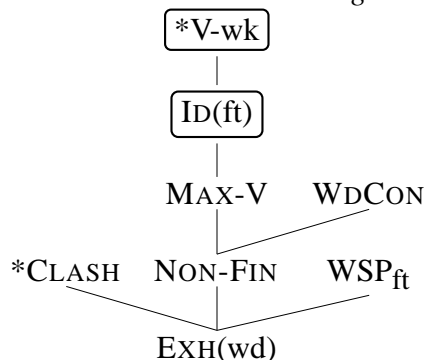 *V-wk
ID(ft)
MAX-V WDCON
*CLASH NON-FIN WSPft
EXH(wd)